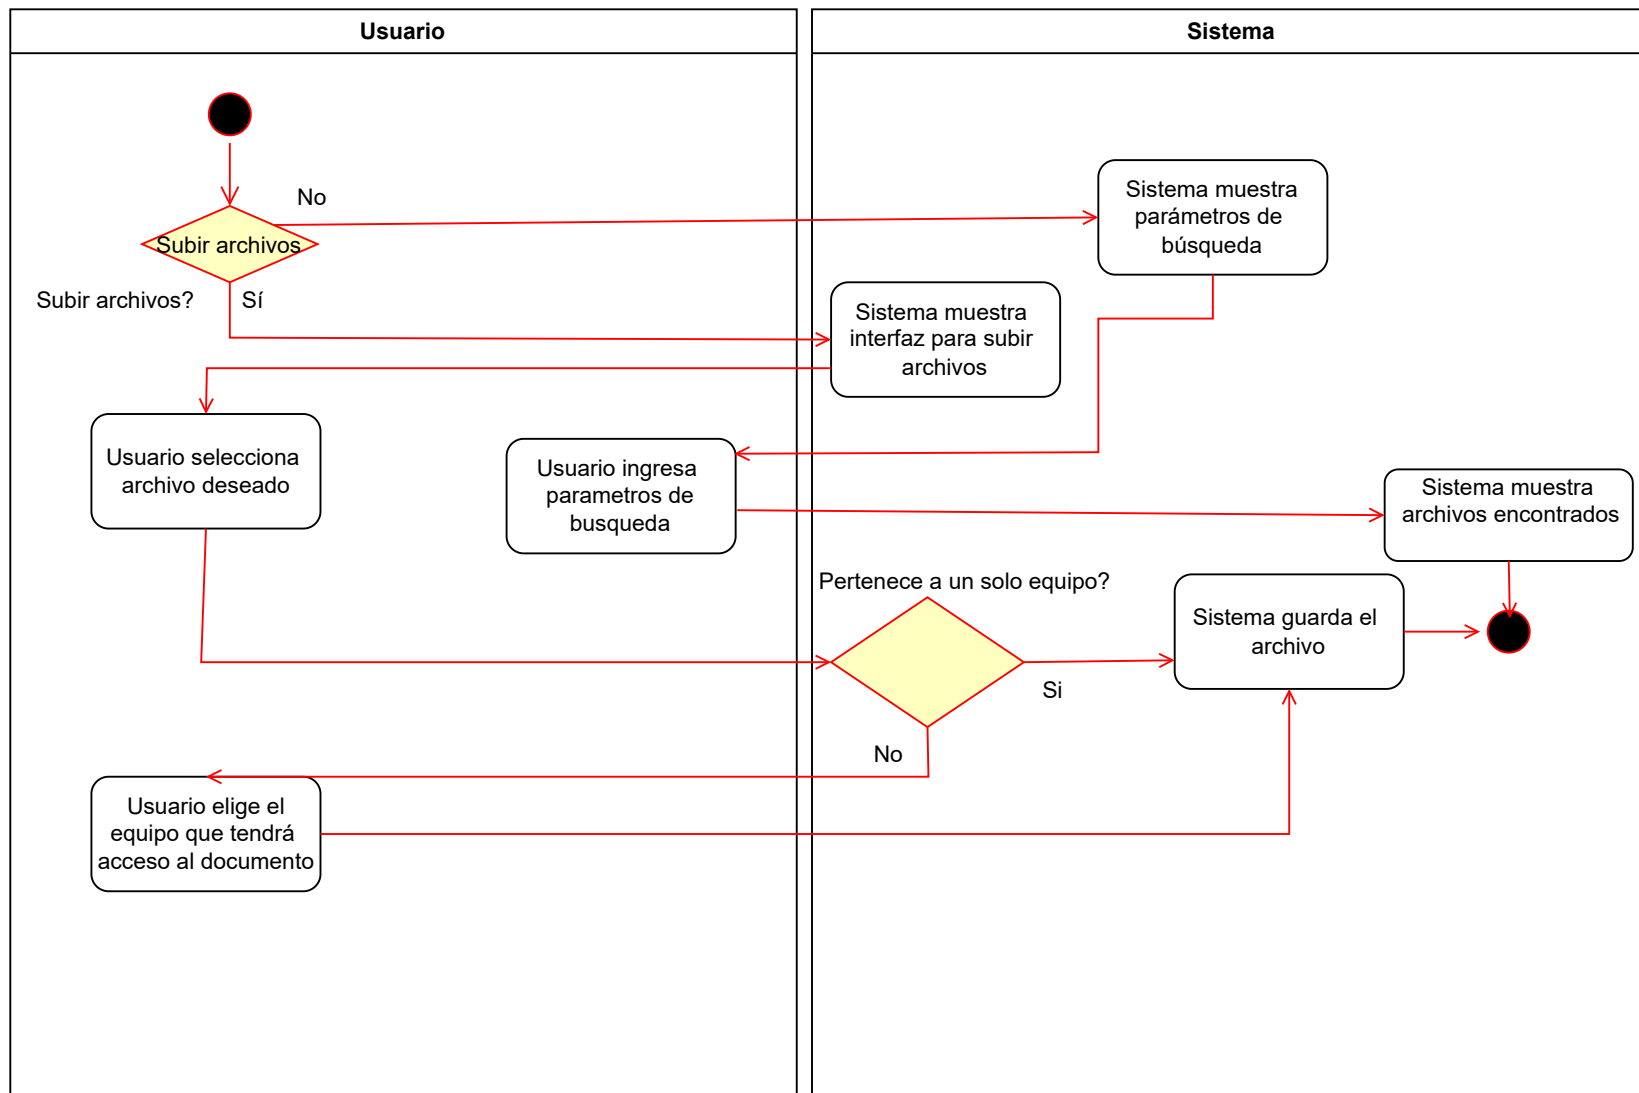 Usuario
Sistema
No
Sistema muestra
parámetros de
búsqueda
Subir archivos
Subir archivos?
Sí
Sistema muestra
interfaz para subir
archivos
Usuario selecciona
archivo deseado
Usuario ingresa
parametros de
busqueda
Sistema muestra
archivos encontrados
Pertenece a un solo equipo?
Sistema guarda el
archivo
Si
No
Usuario elige el
equipo que tendrá
acceso al documento